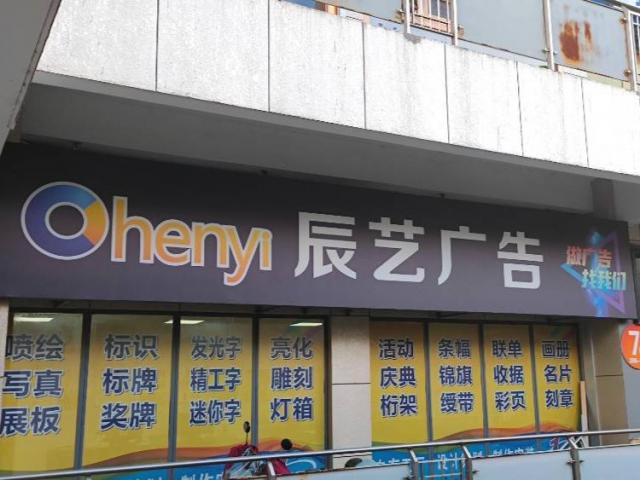 Chenyi 辰艺广告
做广告
找我们
7
喷绘 标识 发光字 亮化 活动 条幅 联单 画册
写真 标牌 精工字 雕刻 庆典 锦旗 收据 名片
展板 奖牌 迷你字 灯箱 桁架 绶带 彩页 刻章